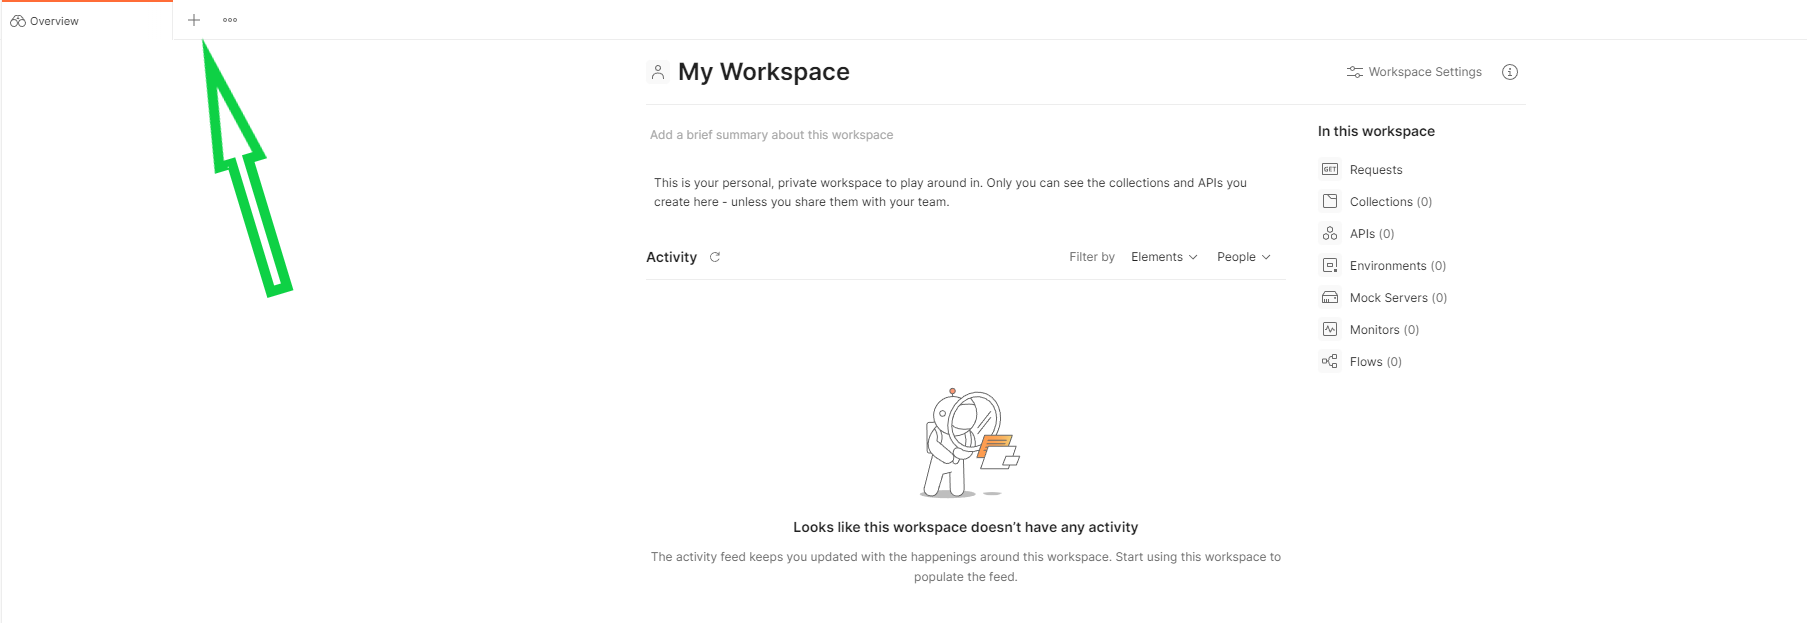 Overview
My Workspace
Workspace Settings
Add a brief summary about this workspace
In this workspace
This is your personal, private workspace to play around in. Only you can see the collections and APIs you
create here - unless you share them with your team.
GET Requests
Collections (0)
APIs (0)
Environments (0)
Mock Servers (0)
Monitors (0)
Flows (0)
Activity
Filter by Elements People
Looks like this workspace doesn’t have any activity
The activity feed keeps you updated with the happenings around this workspace. Start using this workspace to
populate the feed.